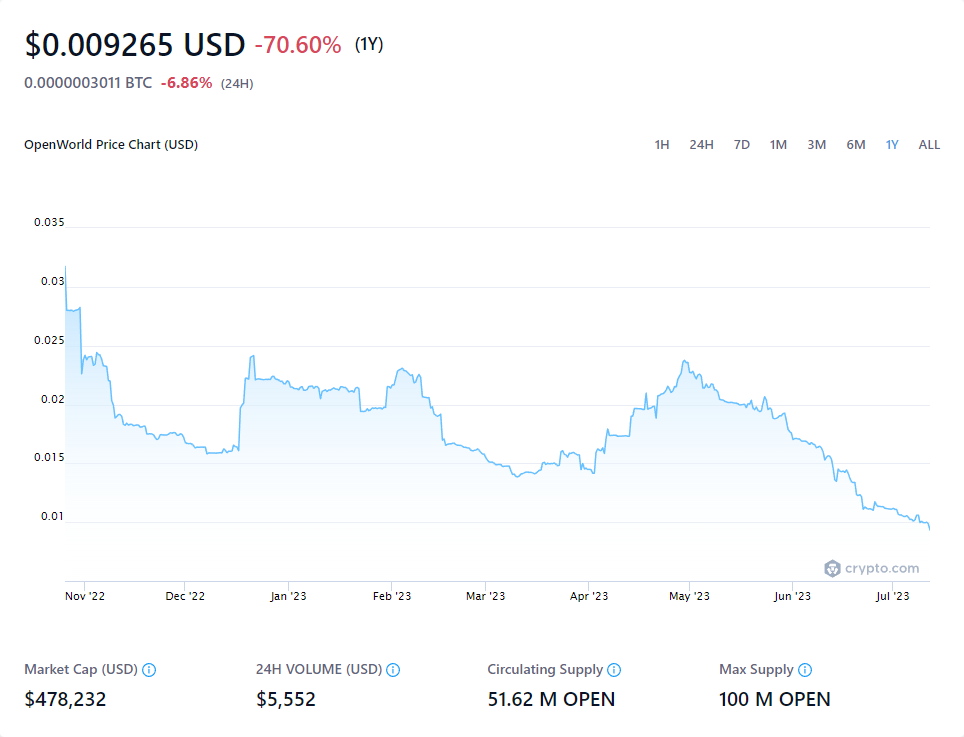 $0.009265 USD -70.60% (1Y)
0.0000003011 BTC -6.86% (24H)
OpenWorld Price Chart (USD) 1H 24H 7D 1M 3M 6M 1Y ALL
0.035
0.03
0.025
0.02
0.015
0.01
crypto.com
Nov '22 Dec '22 Jan '23 Feb '23 Mar '23 Apr '23 May '23 Jun '23 Jul '23
Market Cap (USD) 24H VOLUME (USD) Circulating Supply Max Supply
$478,232 $5,552 51.62 M OPEN 100 M OPEN